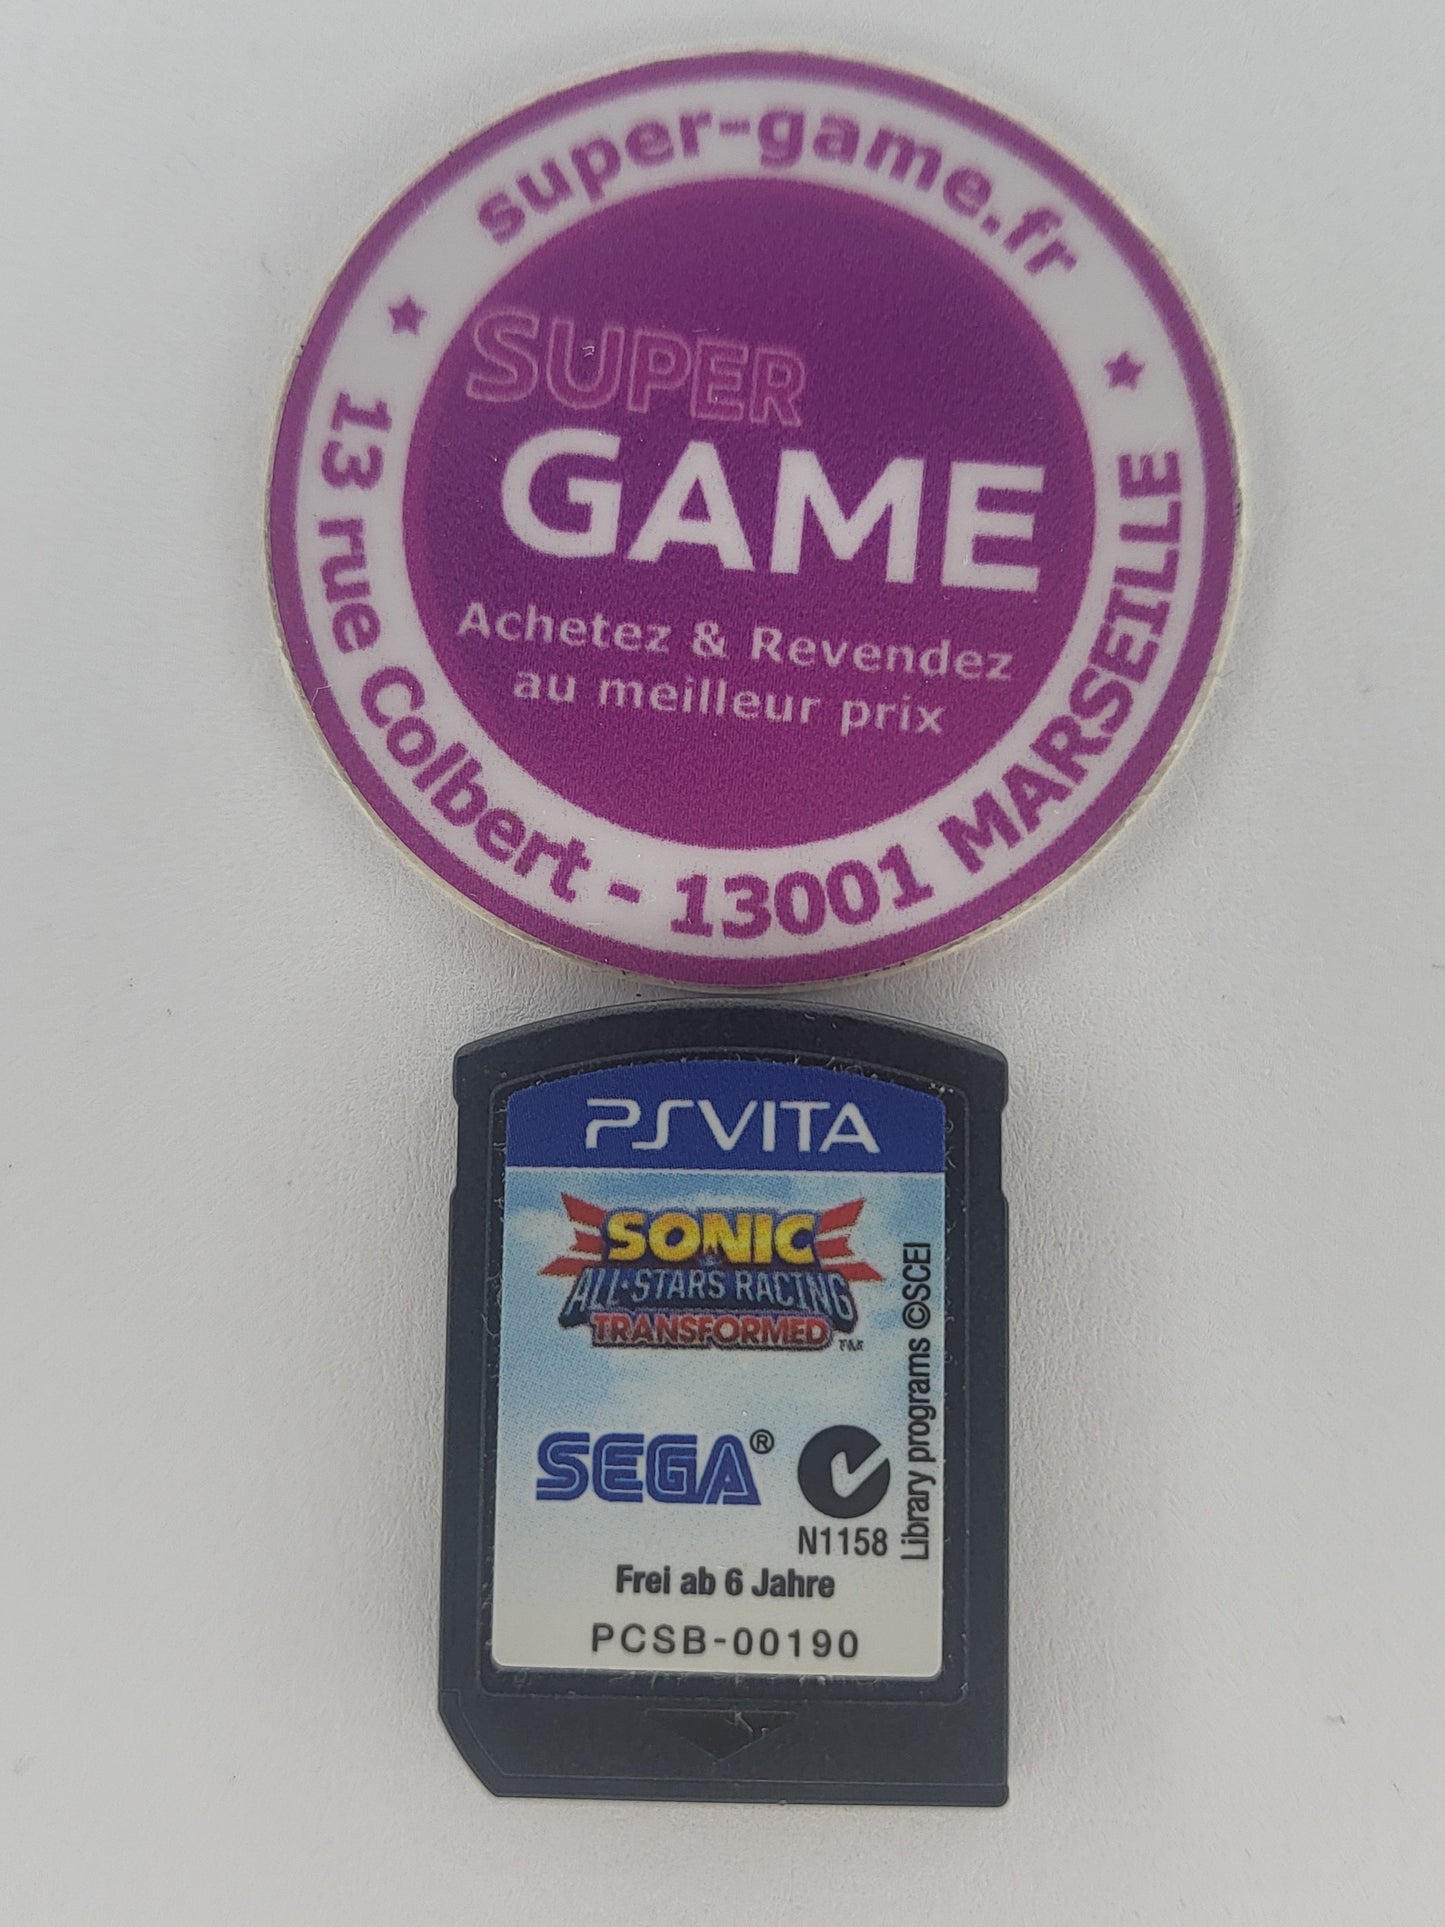 super-game.fr
SUPER
GAME
Achetez & Revendez
au meilleur prix
13 rue Colbert - 13001 MARSEILLE
PSVITA
SONIC
&
ALL-STARS RACING
TRANSFORMED™
SEGA®
N1158
Library programs ©SCEI
Frei ab 6 Jahre
PCSB-00190